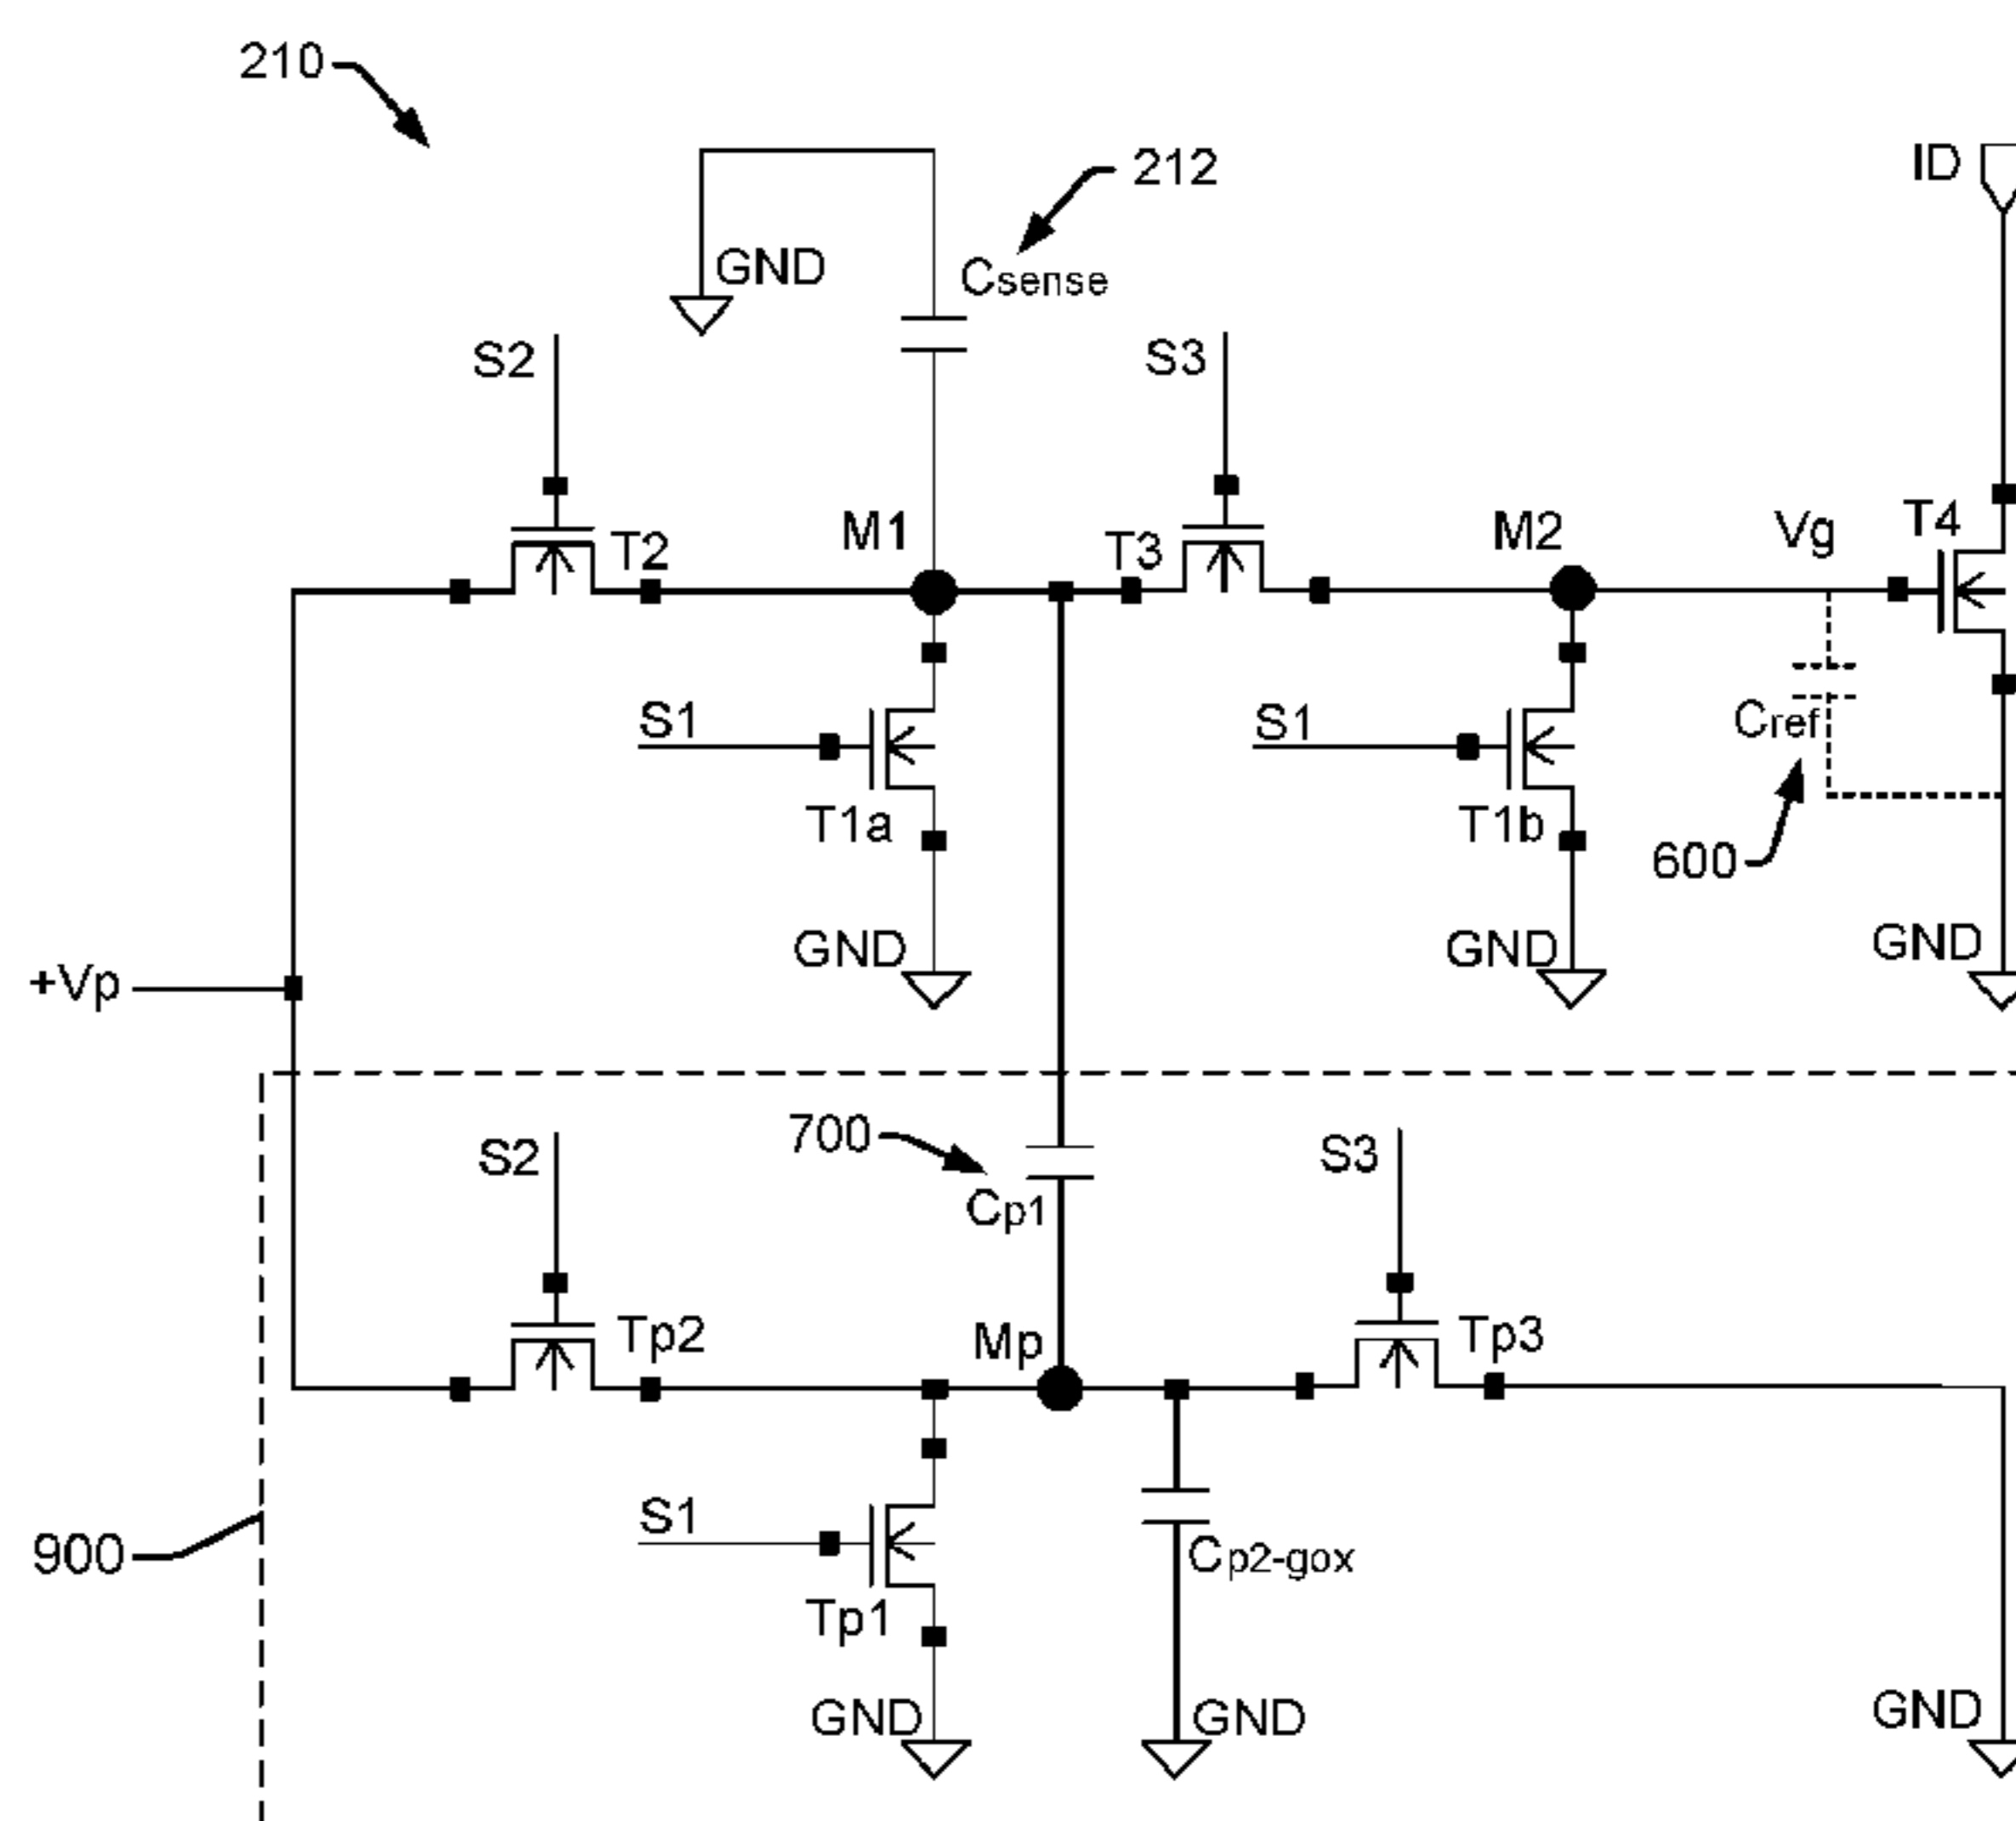 210
212
ID
GND
Csense
S2
S3
M1
T2
T3
M2
Vg
T4
S1
S1
Cref
T1a
T1b
600
GND
GND
GND
+Vp
700
S2
S3
Cp1
Tp2
Mp
Tp3
S1
900
Cp2-gox
Tp1
GND
GND
GND